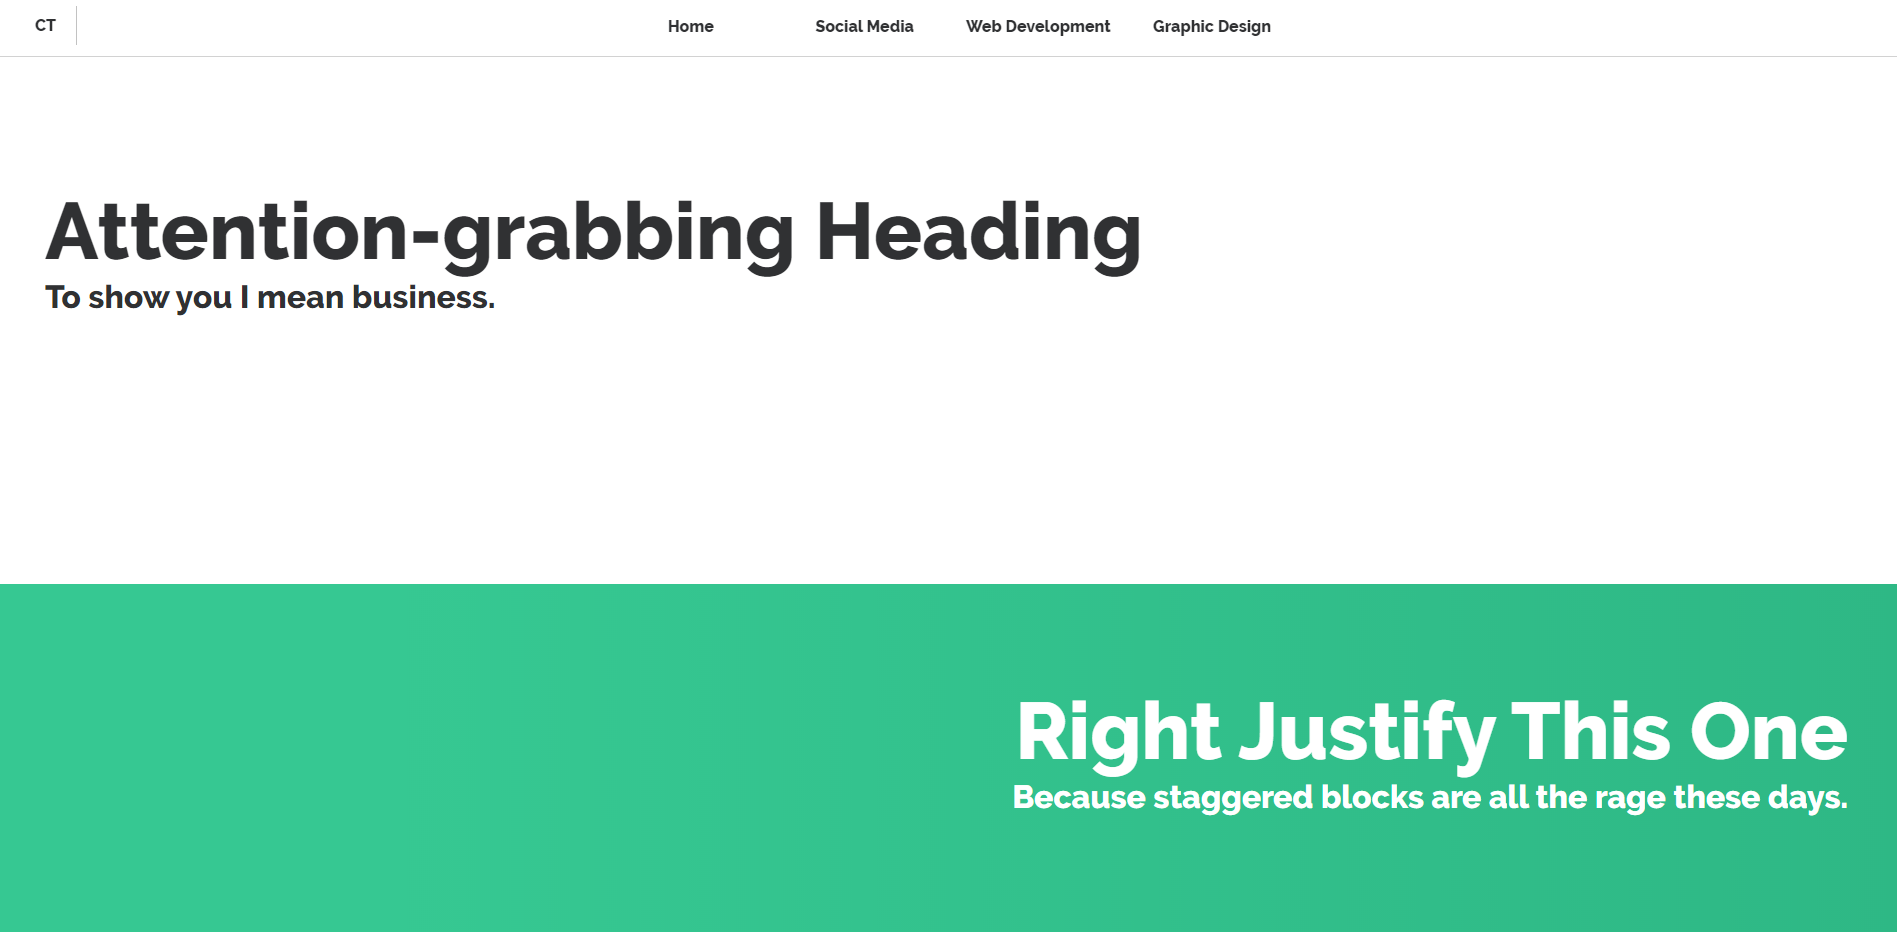 CT
Home Social Media Web Development Graphic Design
Attention-grabbing Heading
To show you I mean business.
Right Justify This One
Because staggered blocks are all the rage these days.